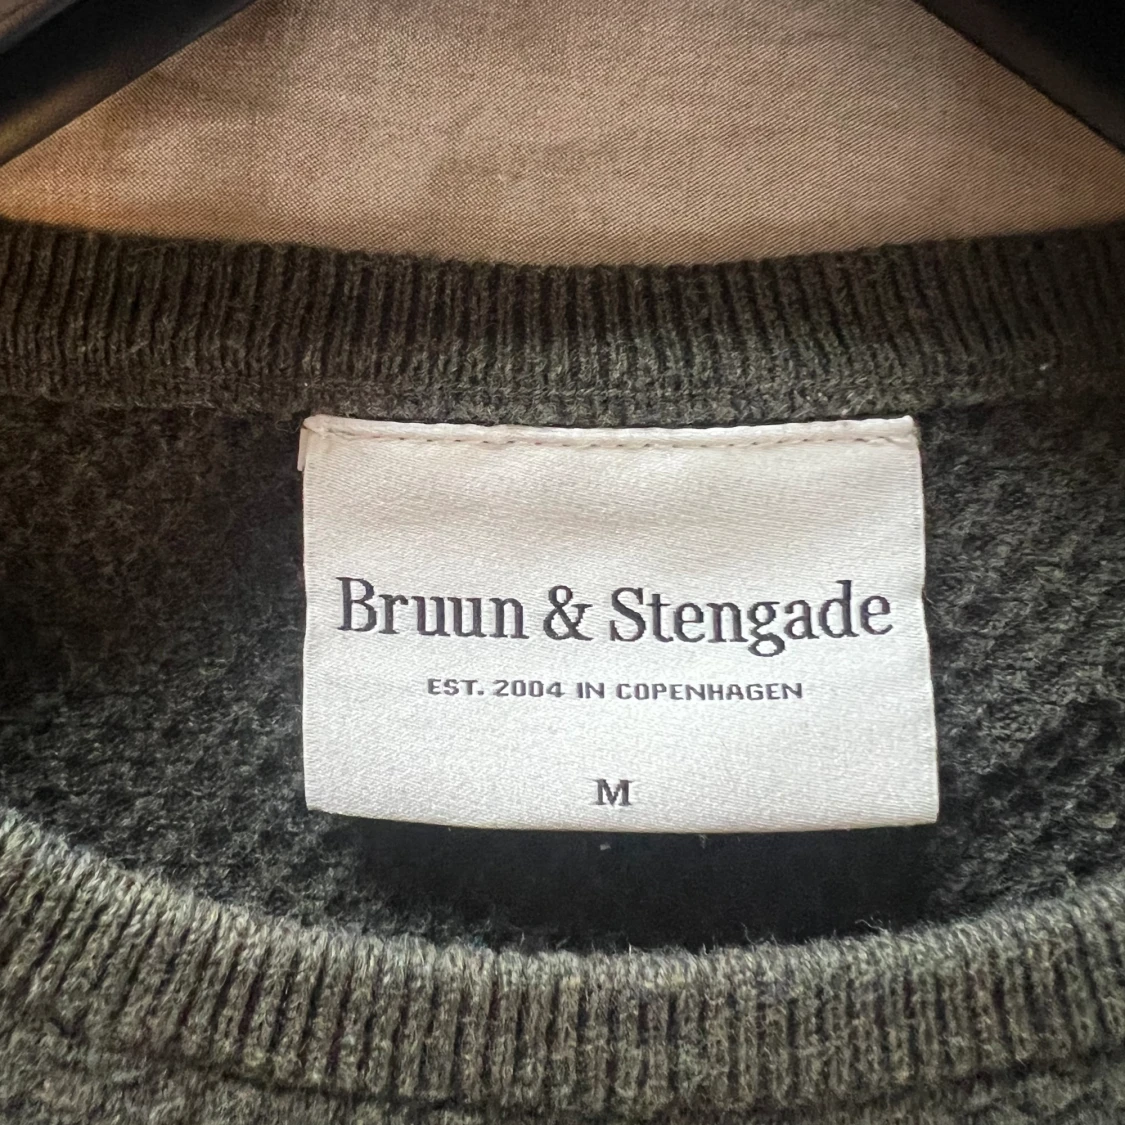 Bruun & Stengade
EST. 2004 IN COPENHAGEN
M